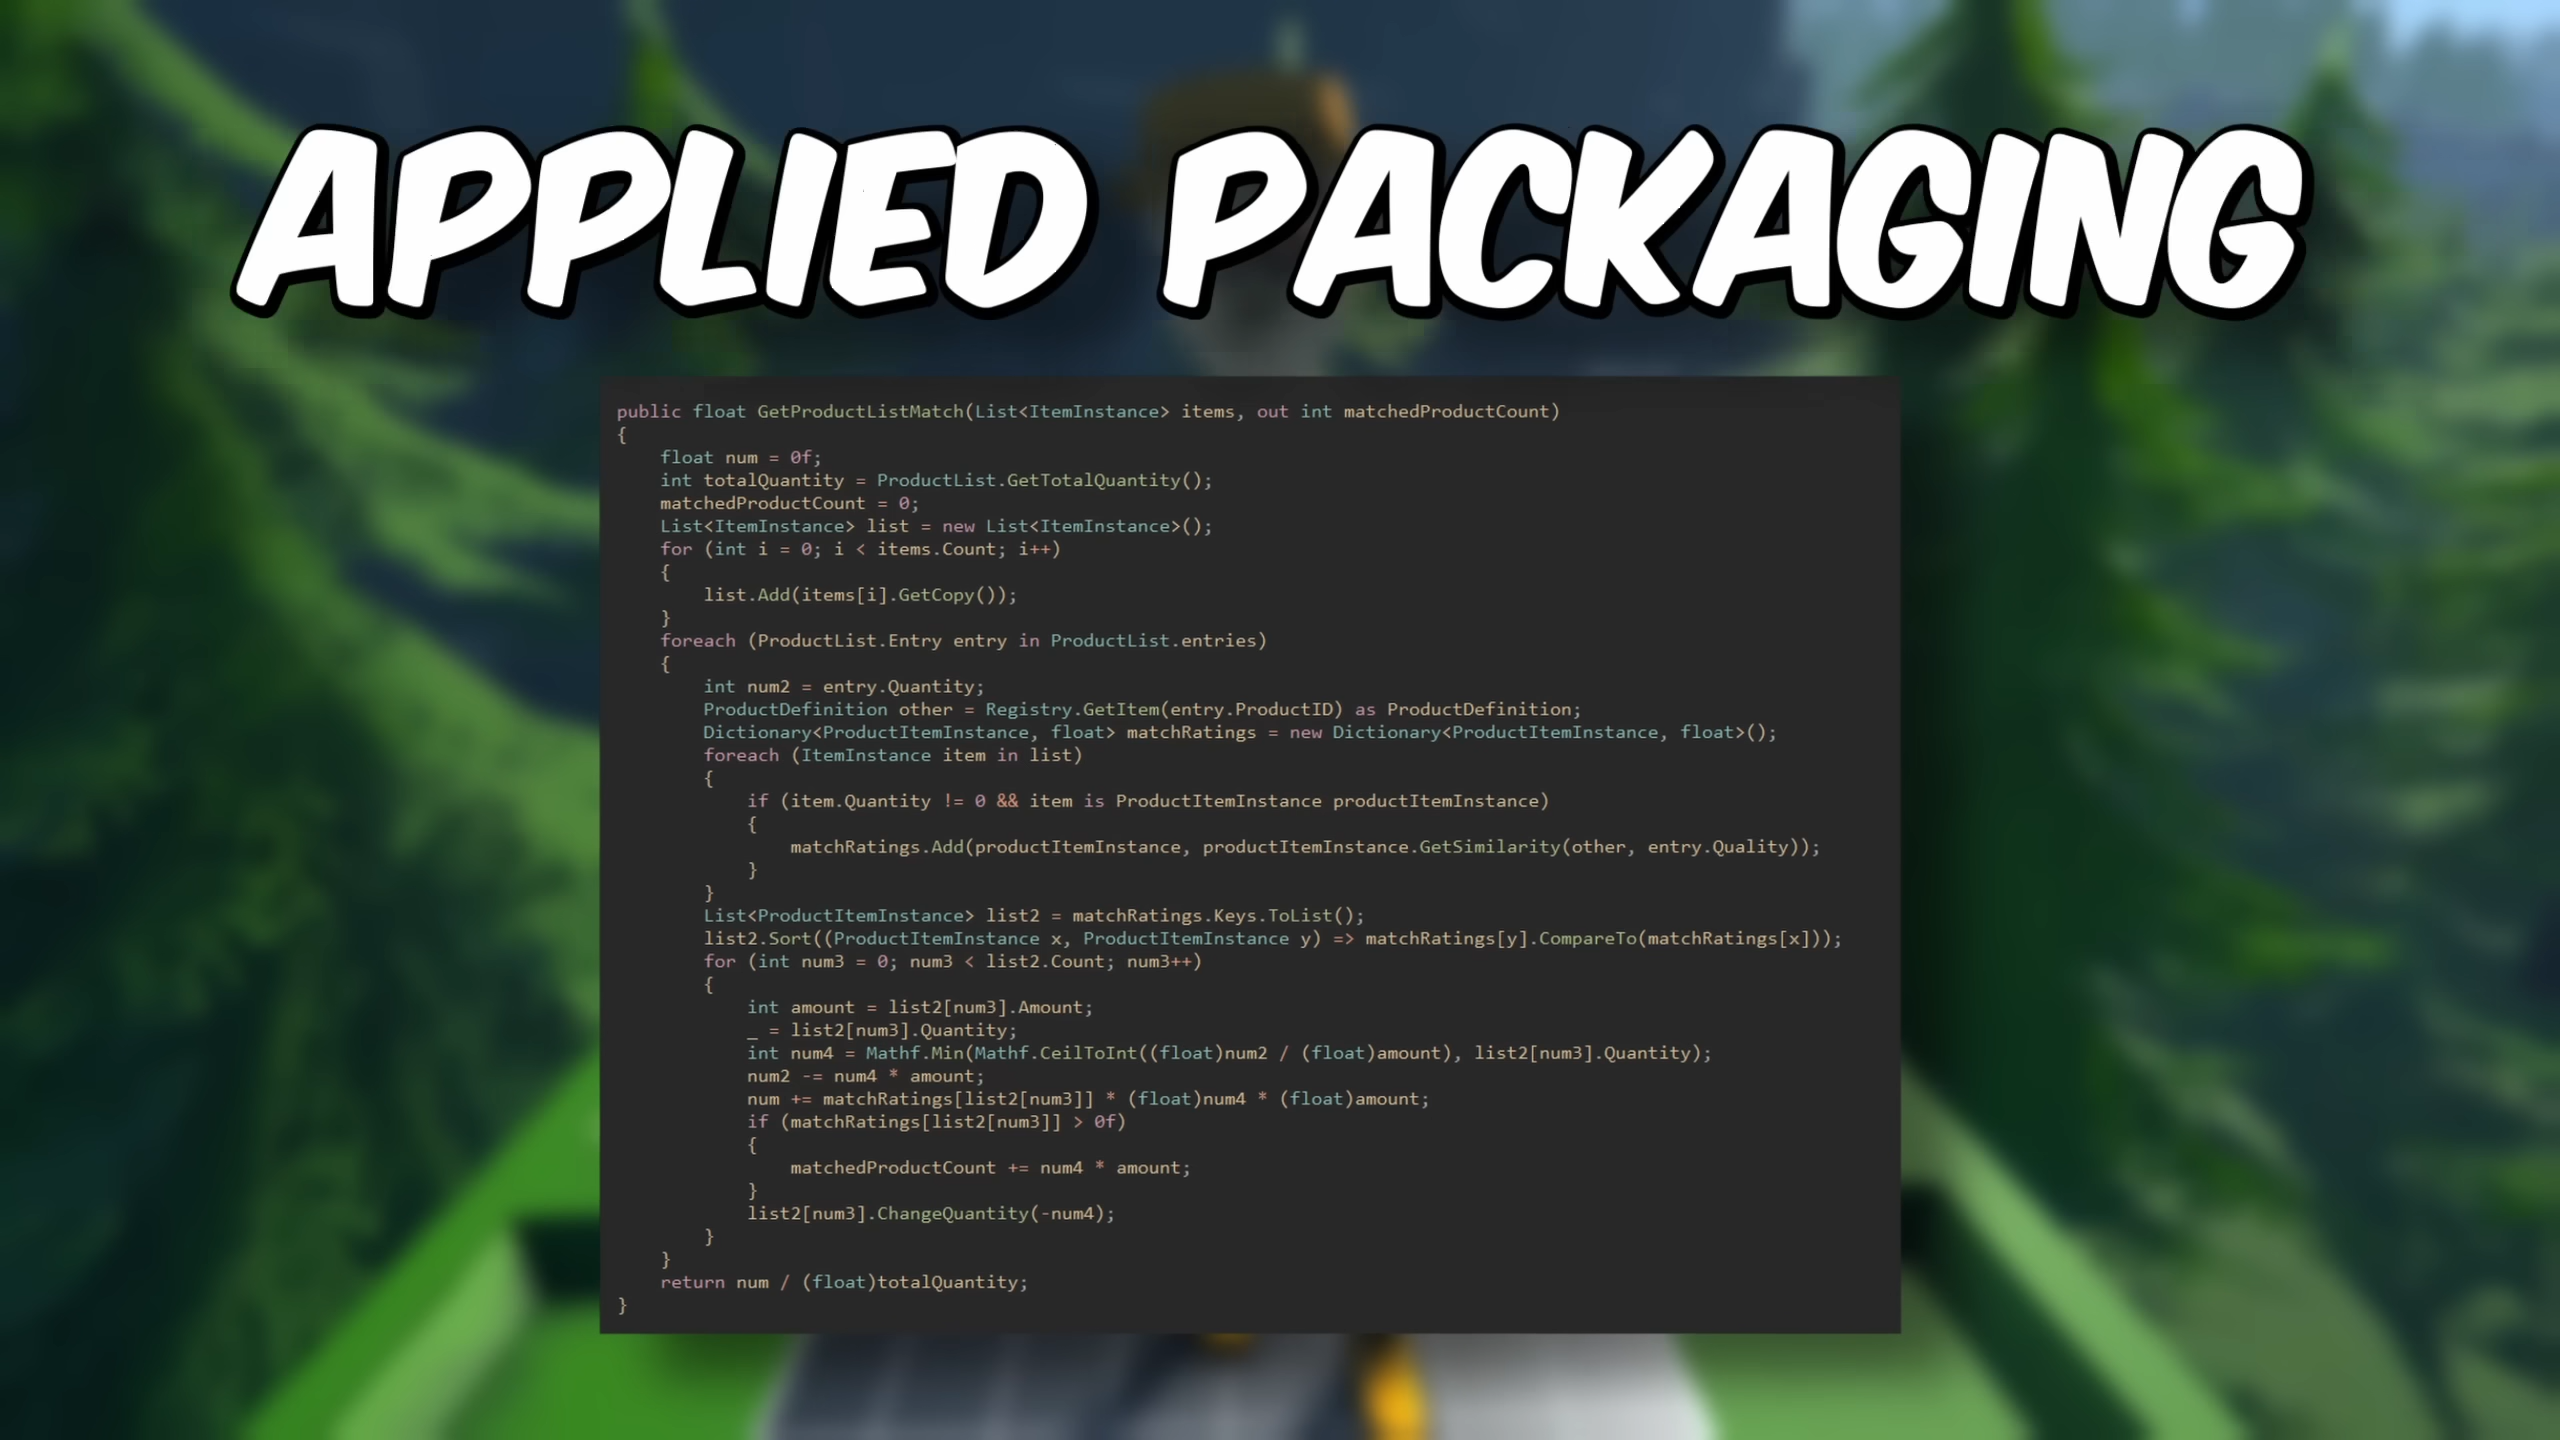 APPLIED PACKAGING
public float GetProductListMatch(List<ItemInstance> items, out int matchedProductCount)
{
    float num = 0f;
    int totalQuantity = ProductList.GetTotalQuantity();
    matchedProductCount = 0;
    List<ItemInstance> list = new List<ItemInstance>();
    for (int i = 0; i < items.Count; i++)
    {
        list.Add(items[i].GetCopy());
    }
    foreach (ProductList.Entry entry in ProductList.entries)
    {
        int num2 = entry.Quantity;
        ProductDefinition other = Registry.GetItem(entry.ProductID) as ProductDefinition;
        Dictionary<ProductItemInstance, float> matchRatings = new Dictionary<ProductItemInstance, float>();
        foreach (ItemInstance item in list)
        {
            if (item.Quantity != 0 && item is ProductItemInstance productItemInstance)
            {
                matchRatings.Add(productItemInstance, productItemInstance.GetSimilarity(other, entry.Quality));
            }
        }
        List<ProductItemInstance> list2 = matchRatings.Keys.ToList();
        list2.Sort((ProductItemInstance x, ProductItemInstance y) => matchRatings[y].CompareTo(matchRatings[x]));
        for (int num3 = 0; num3 < list2.Count; num3++)
        {
            int amount = list2[num3].Amount;
            _ = list2[num3].Quantity;
            int num4 = Mathf.Min(Mathf.CeilToInt((float)num2 / (float)amount), list2[num3].Quantity);
            num2 -= num4 * amount;
            num += matchRatings[list2[num3]] * (float)num4 * (float)amount;
            if (matchRatings[list2[num3]] > 0f)
            {
                matchedProductCount += num4 * amount;
            }
            list2[num3].ChangeQuantity(-num4);
        }
    }
    return num / (float)totalQuantity;
}